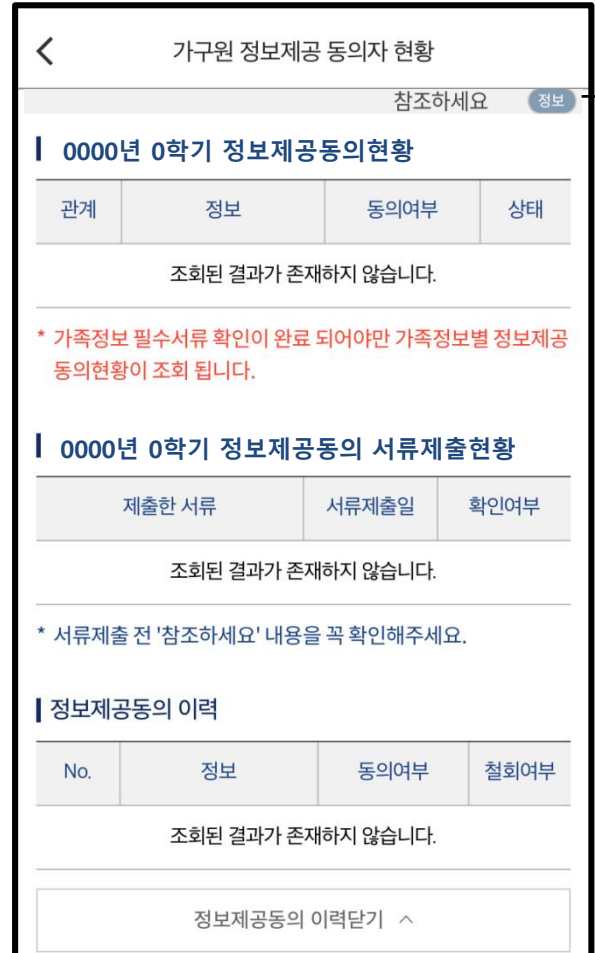 가구원 정보제공 동의자 현황
참조하세요 정보
0000년 0학기 정보제공동의현황
관계 정보 동의여부 상태
조회된 결과가 존재하지 않습니다.
* 가족정보 필수서류 확인이 완료 되어야만 가족정보별 정보제공
동의현황이 조회 됩니다.
0000년 0학기 정보제공동의 서류제출현황
제출한 서류 서류제출일 확인여부
조회된 결과가 존재하지 않습니다.
* 서류제출 전 '참조하세요' 내용을 꼭 확인해주세요.
정보제공동의 이력
No. 정보 동의여부 철회여부
조회된 결과가 존재하지 않습니다.
정보제공동의 이력닫기